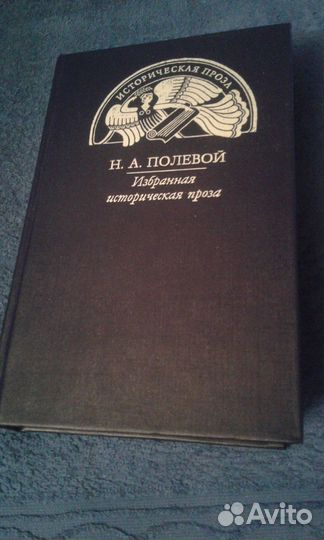 ИСТОРИЧЕСКАЯ ПРОЗА
Н. А. ПОЛЕВОЙ
Избранная
историческая проза
Avito